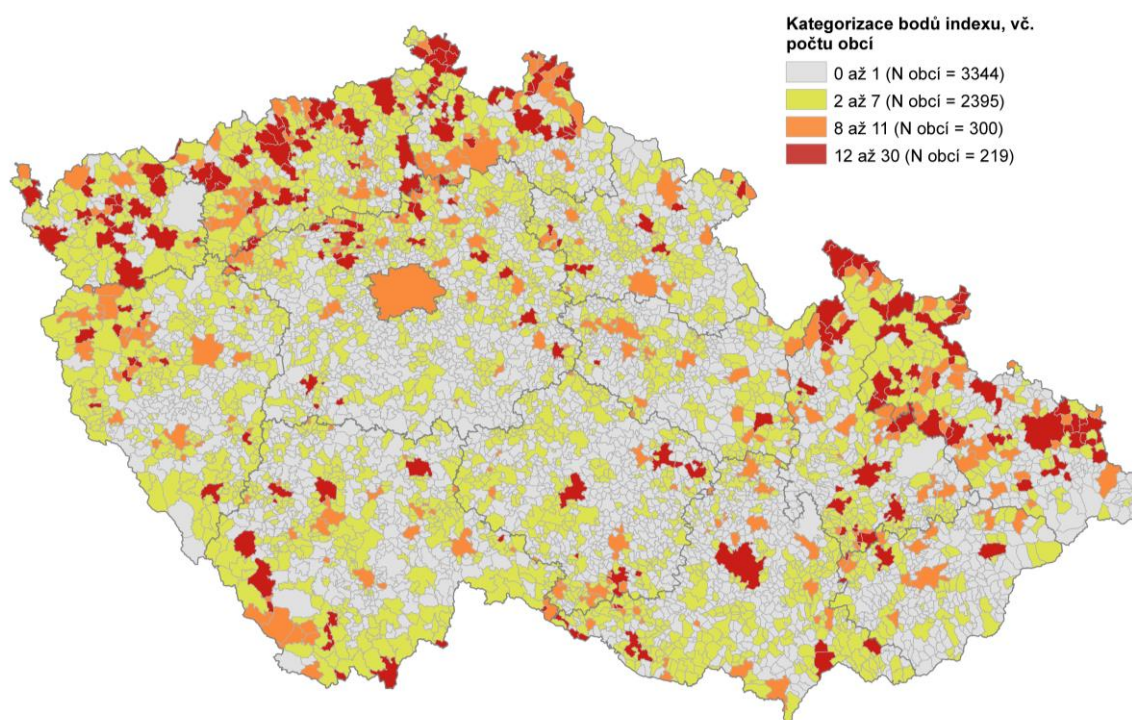 Kategorizace bodů indexu, vč.
počtu obcí
0 až 1 (N obcí = 3344)
2 až 7 (N obcí = 2395)
8 až 11 (N obcí = 300)
12 až 30 (N obcí = 219)